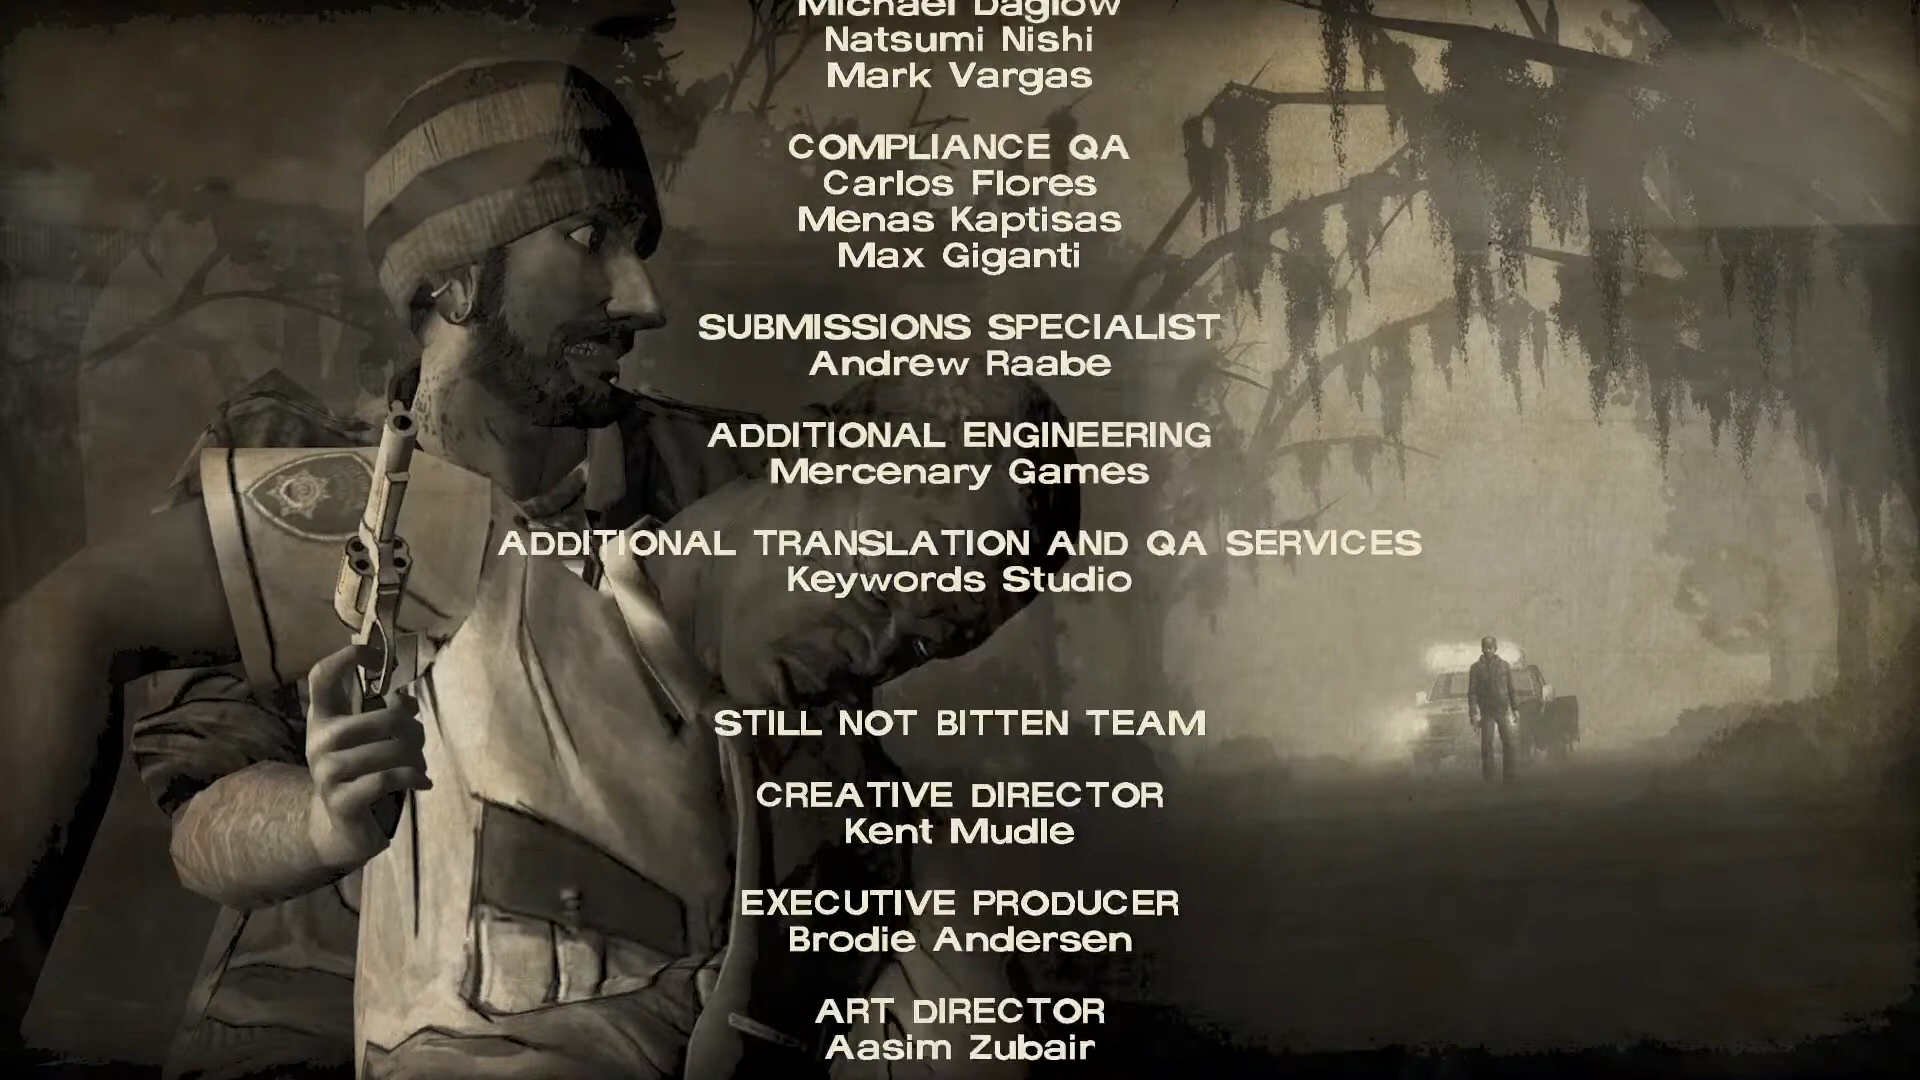 Michael Daglow
Natsumi Nishi
Mark Vargas
COMPLIANCE QA
Carlos Flores
Menas Kaptisas
Max Giganti
SUBMISSIONS SPECIALIST
Andrew Raabe
ADDITIONAL ENGINEERING
Mercenary Games
ADDITIONAL TRANSLATION AND QA SERVICES
Keywords Studio
STILL NOT BITTEN TEAM
CREATIVE DIRECTOR
Kent Mudle
EXECUTIVE PRODUCER
Brodie Andersen
ART DIRECTOR
Aasim Zubair